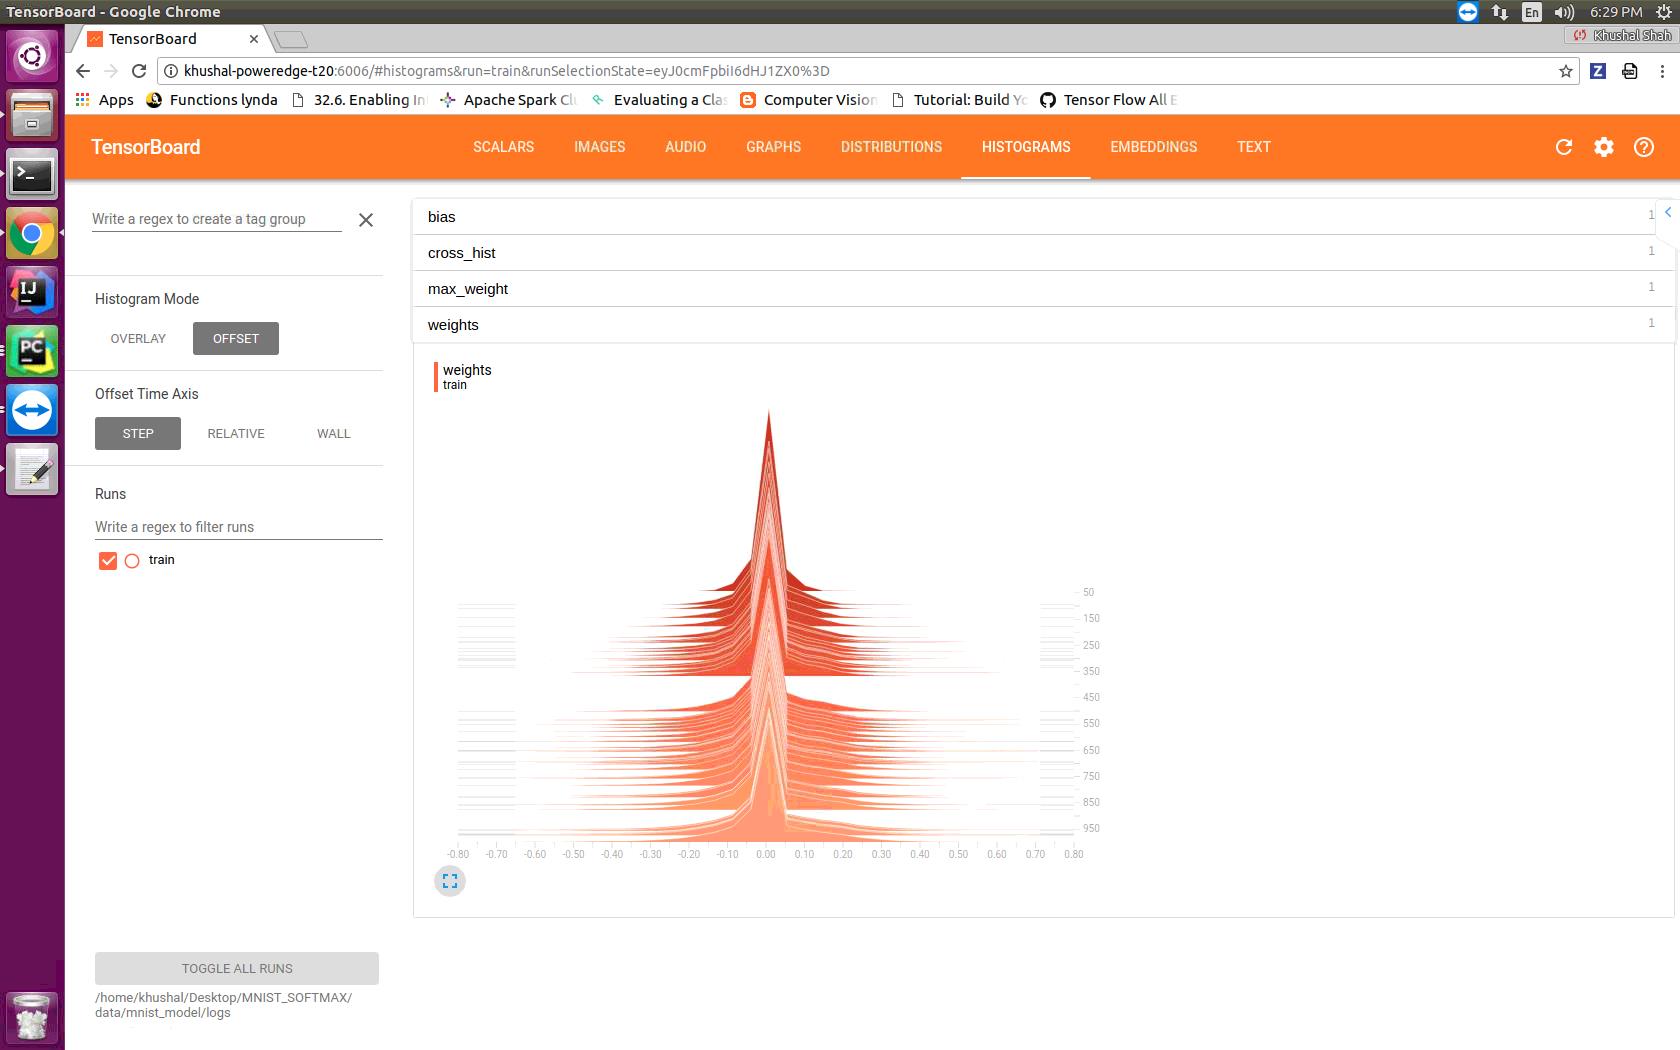 TensorBoard - Google Chrome
En
6:29 PM
TensorBoard
Khushal Shah
khushal-poweredge-t20:6006/#histograms&run=train&runSelectionState=eyJ0cmFpbiI6dHJ1ZX0%3D
Z
Apps Functions lynda 32.6. Enabling In Apache Spark Clu Evaluating a Clas Computer Vision Tutorial: Build Yo Tensor Flow All E
TensorBoard SCALARS IMAGES AUDIO GRAPHS DISTRIBUTIONS HISTOGRAMS EMBEDDINGS TEXT
Write a regex to create a tag group
bias 1
cross_hist 1
max_weight 1
weights 1
Histogram Mode
OVERLAY OFFSET
Offset Time Axis
STEP RELATIVE WALL
Runs
Write a regex to filter runs
train
weights
train
50
150
250
350
450
550
650
750
850
950
-0.80 -0.70 -0.60 -0.50 -0.40 -0.30 -0.20 -0.10 0.00 0.10 0.20 0.30 0.40 0.50 0.60 0.70 0.80
TOGGLE ALL RUNS
/home/khushal/Desktop/MNIST_SOFTMAX/
data/mnist_model/logs
IJ
PC